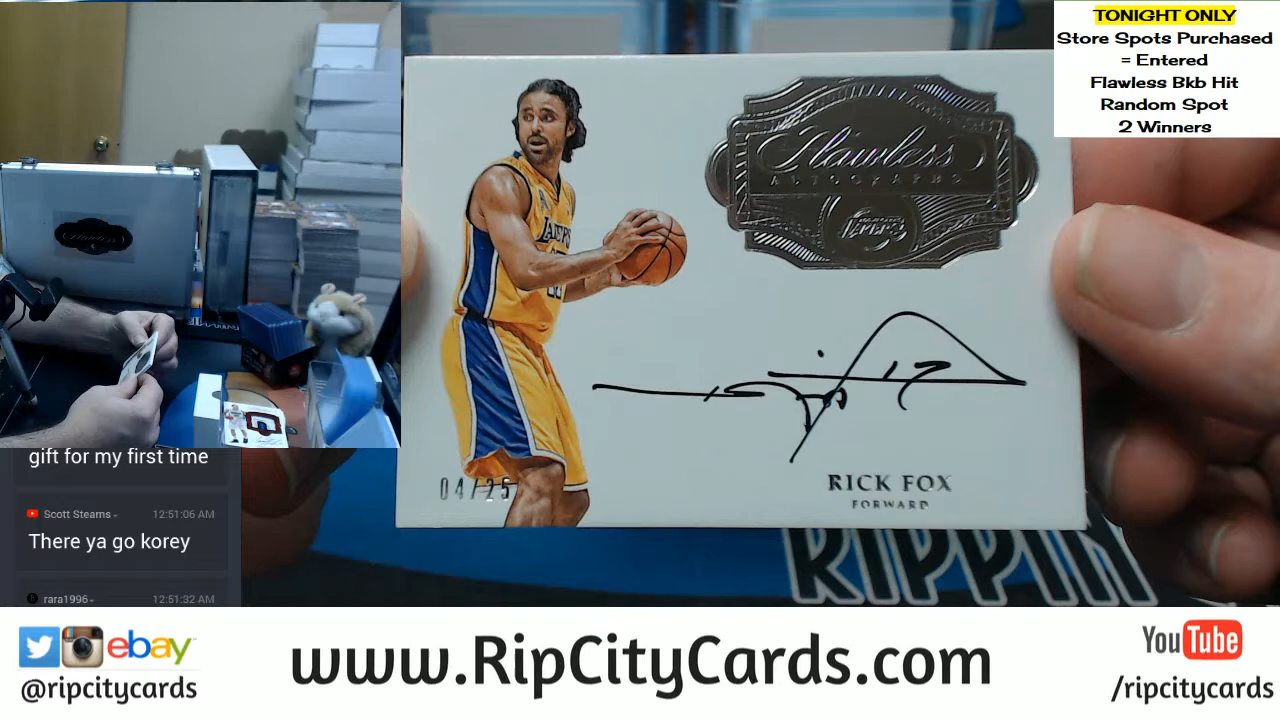 TONIGHT ONLY
Store Spots Purchased
= Entered
Flawless Bkb Hit
Random Spot
2 Winners
Flawless
AUTOGRAPHS
LAKERS
04/25
RICK FOX
FORWARD
RIPPIN
gift for my first time
Scott Stearns
12:51:06 AM
There ya go korey
rara1996
12:51:32 AM
ebay
@ripcitycards
www.RipCityCards.com
YouTube
/ripcitycards